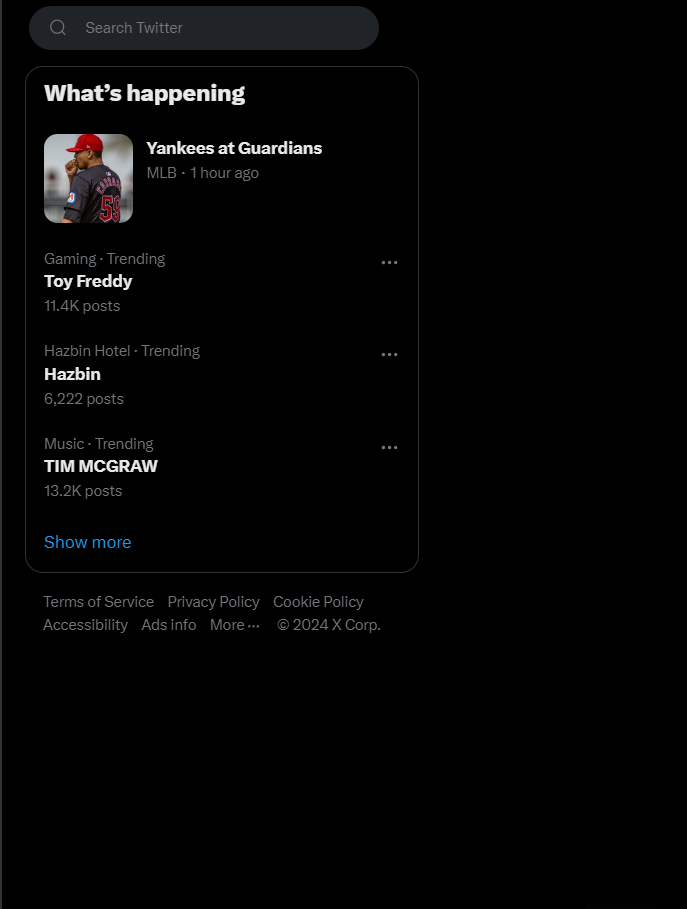 Search Twitter
What’s happening
Yankees at Guardians
MLB · 1 hour ago
59
Gaming · Trending
Toy Freddy
11.4K posts
Hazbin Hotel · Trending
Hazbin
6,222 posts
Music · Trending
TIM MCGRAW
13.2K posts
Show more
Terms of Service Privacy Policy Cookie Policy
Accessibility Ads info More ··· © 2024 X Corp.